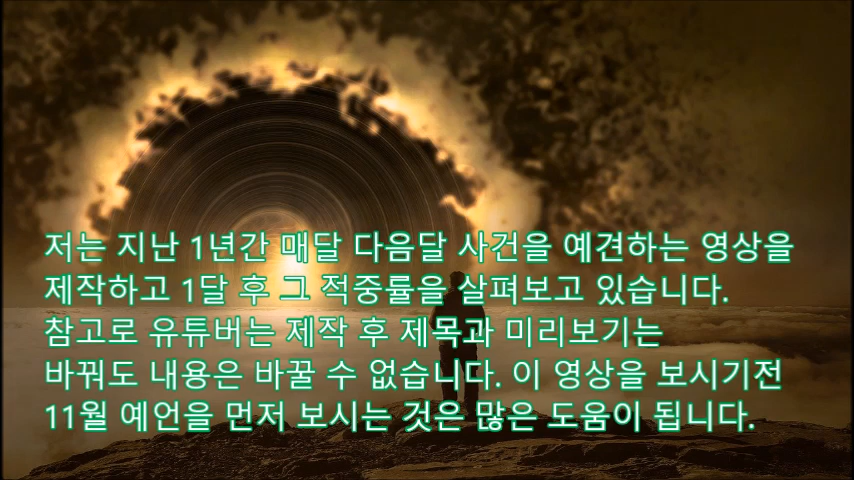 저는 지난 1년간 매달 다음달 사건을 예견하는 영상을
제작하고 1달 후 그 적중률을 살펴보고 있습니다.
참고로 유튜버는 제작 후 제목과 미리보기는
바꿔도 내용은 바꿀 수 없습니다. 이 영상을 보시기전
11월 예언을 먼저 보시는 것은 많은 도움이 됩니다.